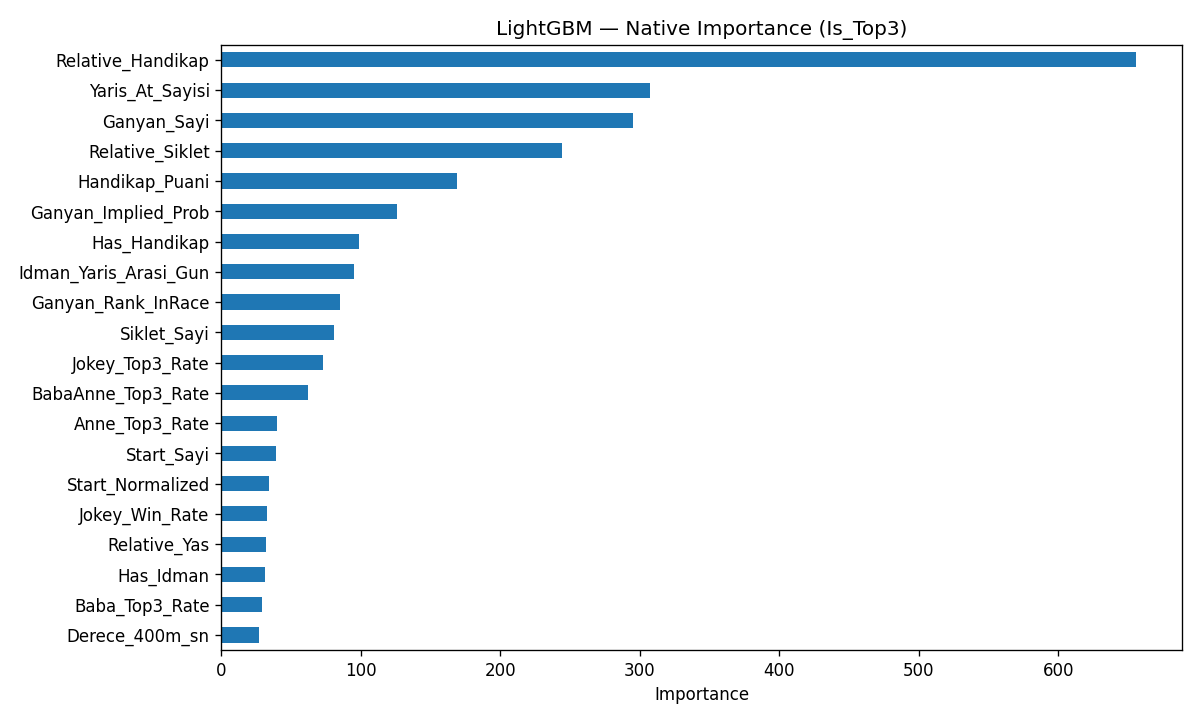 LightGBM — Native Importance (Is_Top3)
Relative_Handikap
Yaris_At_Sayisi
Ganyan_Sayi
Relative_Siklet
Handikap_Puani
Ganyan_Implied_Prob
Has_Handikap
Idman_Yaris_Arasi_Gun
Ganyan_Rank_InRace
Siklet_Sayi
Jokey_Top3_Rate
BabaAnne_Top3_Rate
Anne_Top3_Rate
Start_Sayi
Start_Normalized
Jokey_Win_Rate
Relative_Yas
Has_Idman
Baba_Top3_Rate
Derece_400m_sn
0 100 200 300 400 500 600
Importance